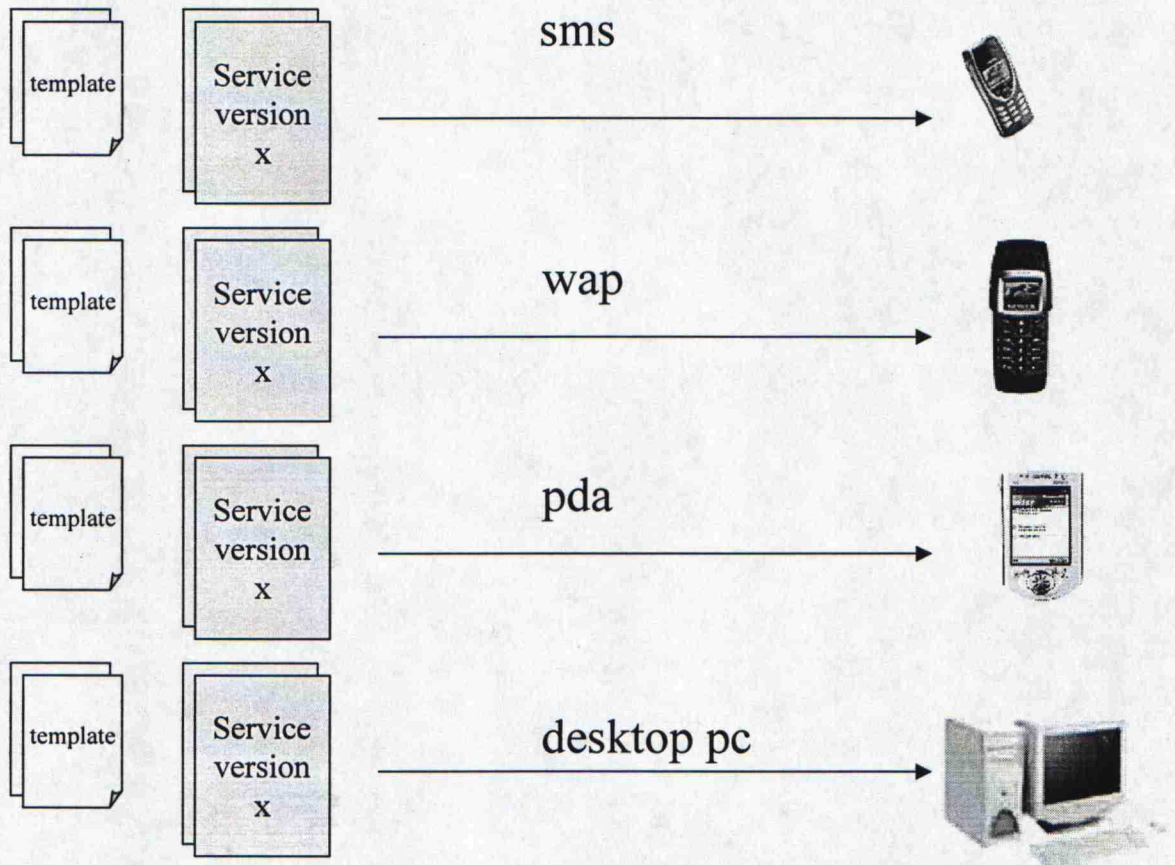 sms
template
Service
version
x
wap
template
Service
version
x
pda
template
Service
version
x
desktop pc
template
Service
version
x